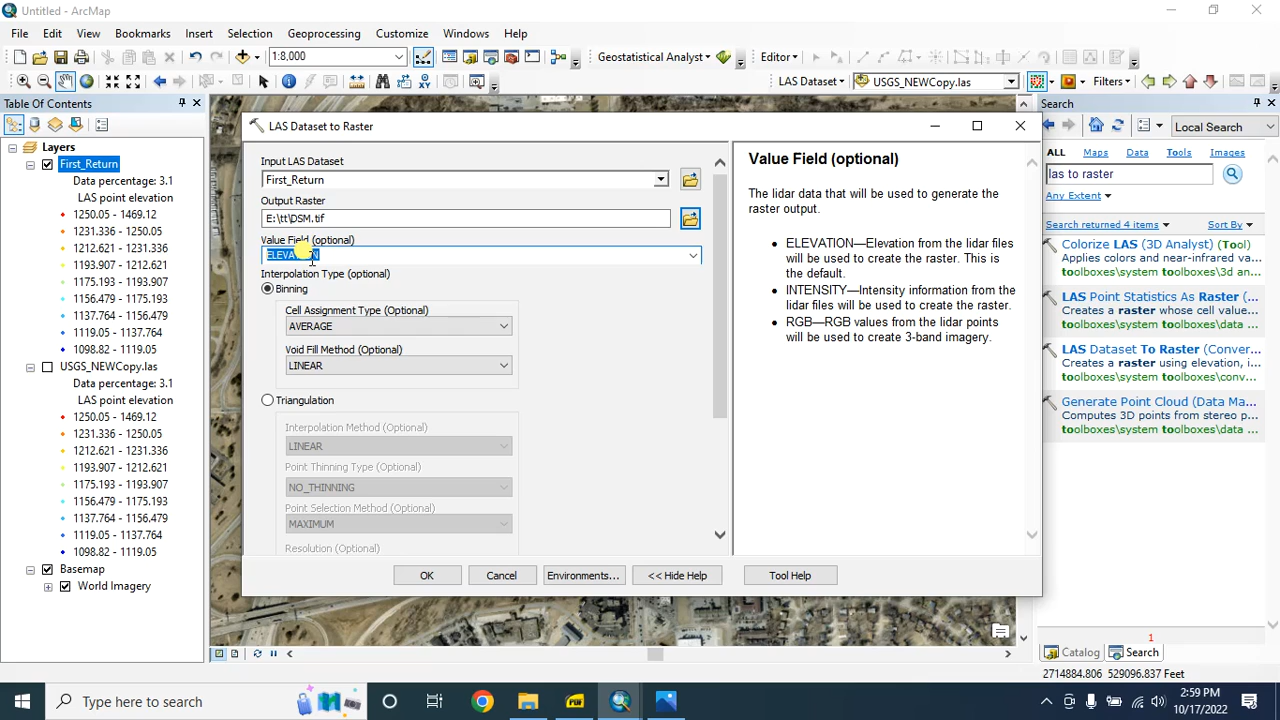 Untitled - ArcMap
File Edit View Bookmarks Insert Selection Geoprocessing Customize Windows Help
1:8,000
Geostatistical Analyst
Editor
LAS Dataset
USGS_NEWCopy.las
Filters
Table Of Contents
Layers
First_Return
Data percentage: 3.1
LAS point elevation
1250.05 - 1469.12
1231.336 - 1250.05
1212.621 - 1231.336
1193.907 - 1212.621
1175.193 - 1193.907
1156.479 - 1175.193
1137.764 - 1156.479
1119.05 - 1137.764
1098.82 - 1119.05
USGS_NEWCopy.las
Data percentage: 3.1
LAS point elevation
1250.05 - 1469.12
1231.336 - 1250.05
1212.621 - 1231.336
1193.907 - 1212.621
1175.193 - 1193.907
1156.479 - 1175.193
1137.764 - 1156.479
1119.05 - 1137.764
1098.82 - 1119.05
Basemap
World Imagery
LAS Dataset to Raster
Input LAS Dataset
First_Return
Output Raster
E:\tt\DSM.tif
Value Field (optional)
ELEVATION
Interpolation Type (optional)
Binning
Cell Assignment Type (Optional)
AVERAGE
Void Fill Method (Optional)
LINEAR
Triangulation
Interpolation Method (Optional)
LINEAR
Point Thinning Type (Optional)
NO_THINNING
Point Selection Method (Optional)
MAXIMUM
Resolution (Optional)
OK
Cancel
Environments...
<< Hide Help
Tool Help
Value Field (optional)
The lidar data that will be used to generate the
raster output.
• ELEVATION—Elevation from the lidar files
will be used to create the raster. This is
the default.
• INTENSITY—Intensity information from the
lidar files will be used to create the raster.
• RGB—RGB values from the lidar points
will be used to create 3-band imagery.
Search
Local Search
ALL Maps Data Tools Images
las to raster
Any Extent
Search returned 4 items
Sort By
Colorize LAS (3D Analyst) (Tool)
Applies colors and near-infrared va...
toolboxes\system toolboxes\3d an...
LAS Point Statistics As Raster (...
Creates a raster whose cell value...
toolboxes\system toolboxes\data ...
LAS Dataset To Raster (Conver...
Creates a raster using elevation, i...
toolboxes\system toolboxes\conv...
Generate Point Cloud (Data Ma...
Computes 3D points from stereo p...
toolboxes\system toolboxes\data ...
1
Catalog
Search
2714884.806 529096.837 Feet
Type here to search
PDF
2:59 PM
10/17/2022